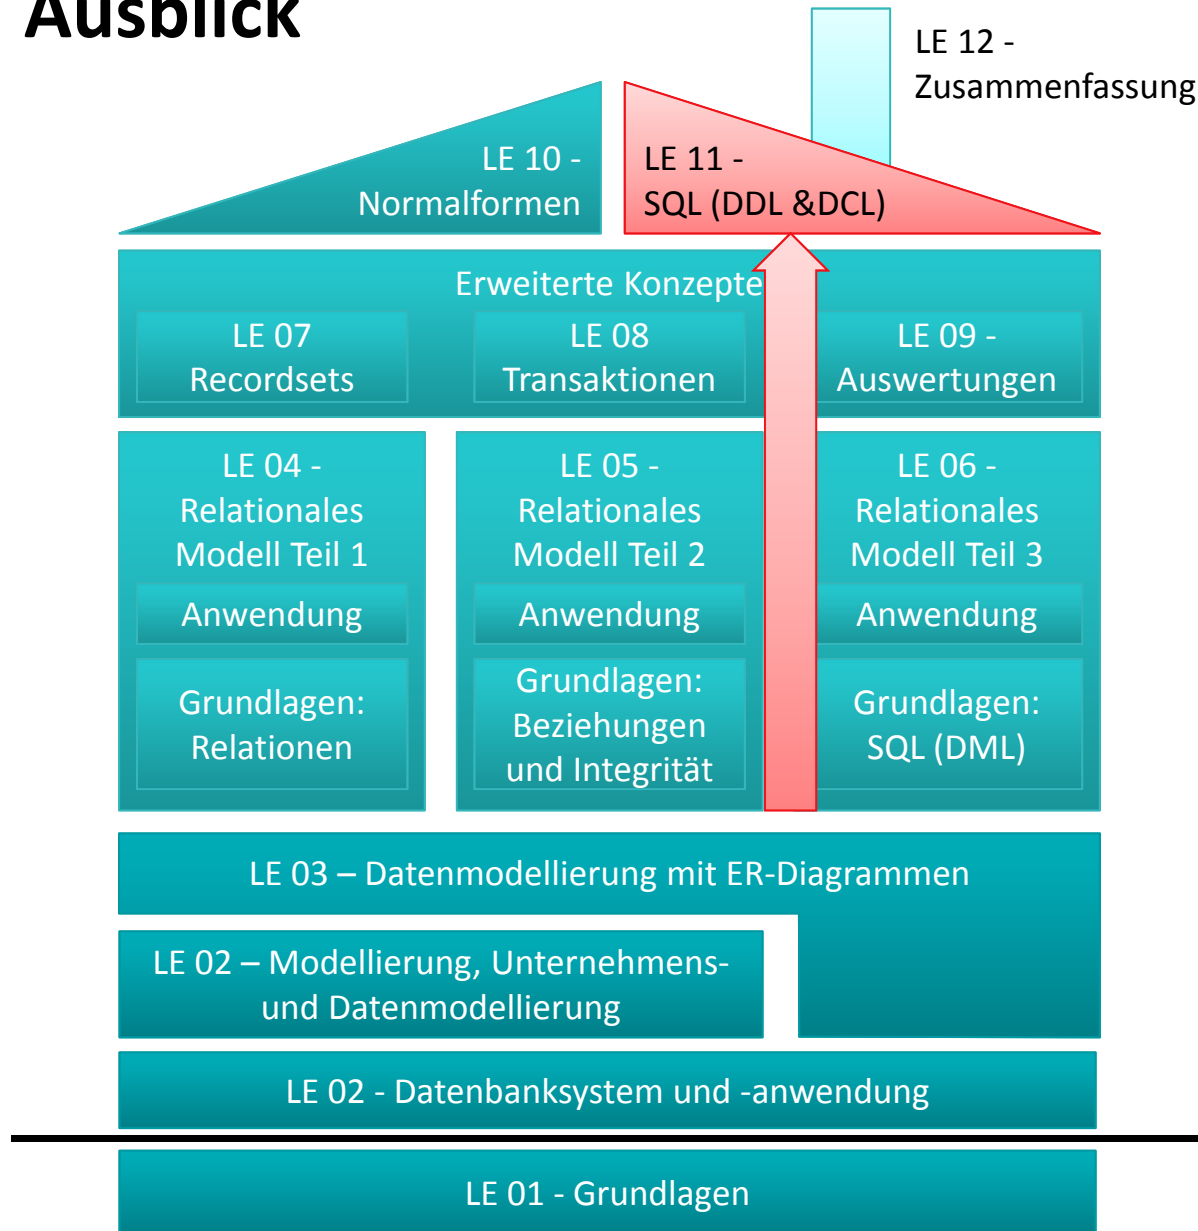 Ausblick
LE 12 -
Zusammenfassung
LE 10 -
Normalformen
LE 11 -
SQL (DDL &DCL)
Erweiterte Konzepte
LE 07
Recordsets
LE 08
Transaktionen
LE 09 -
Auswertungen
LE 04 -
Relationales
Modell Teil 1
Anwendung
Grundlagen:
Relationen
LE 05 -
Relationales
Modell Teil 2
Anwendung
Grundlagen:
Beziehungen
und Integrität
LE 06 -
Relationales
Modell Teil 3
Anwendung
Grundlagen:
SQL (DML)
LE 03 – Datenmodellierung mit ER-Diagrammen
LE 02 – Modellierung, Unternehmens-
und Datenmodellierung
LE 02 - Datenbanksystem und -anwendung
LE 01 - Grundlagen